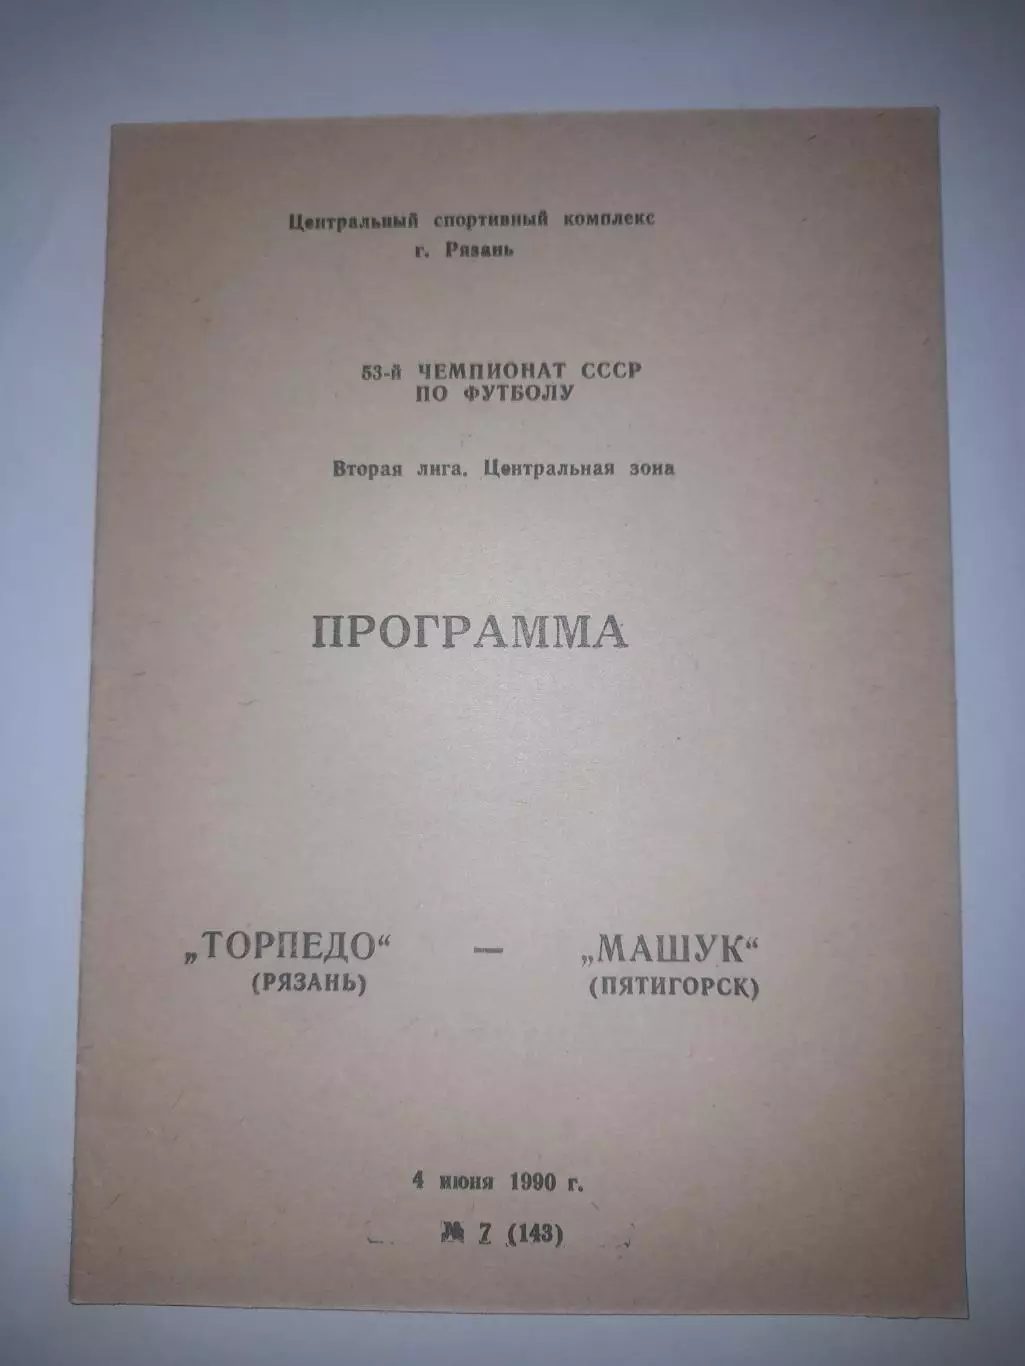 Центральный спортивный комплекс
г. Рязань
53-й ЧЕМПИОНАТ СССР
ПО ФУТБОЛУ
Вторая лига. Центральная зона
ПРОГРАММА
„ТОРПЕДО“ — „МАШУК“
(РЯЗАНЬ) (ПЯТИГОРСК)
4 июня 1990 г.
№ 7 (143)